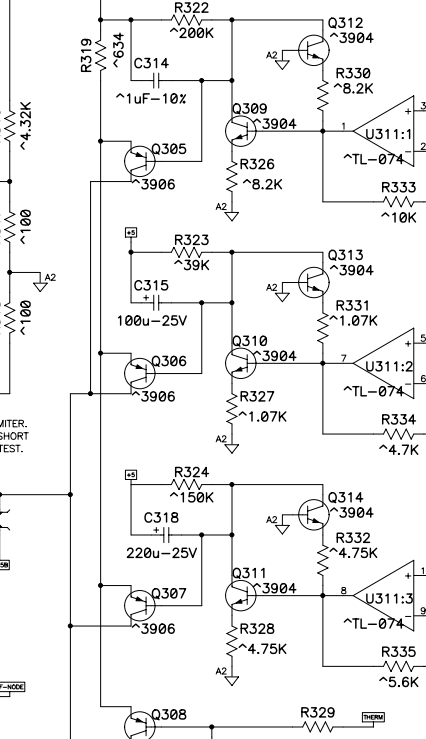 R322
^200K
Q312
^3904
R319
^634
C314
^1uF-10%
A2
R330
^8.2K
Q309
^3904
1
+
3
U311:1
-
2
^TL-074
^4.32K
Q305
^3906
R326
^8.2K
A2
R333
^10K
^100
+5
R323
^39K
Q313
^3904
A2
C315
+
100u-25V
A2
R331
^1.07K
^100
Q310
^3904
7
+
5
U311:2
-
6
^TL-074
Q306
^3906
R327
^1.07K
A2
R334
^4.7K
MITER.
SHORT
TEST.
+5
R324
^150K
Q314
^3904
A2
C318
+
220u-25V
R332
^4.75K
Q311
^3904
8
+
1
U311:3
-
9
^TL-074
5B
Q307
^3906
R328
^4.75K
A2
R335
^5.6K
F-NODE
Q308
R329
THERM